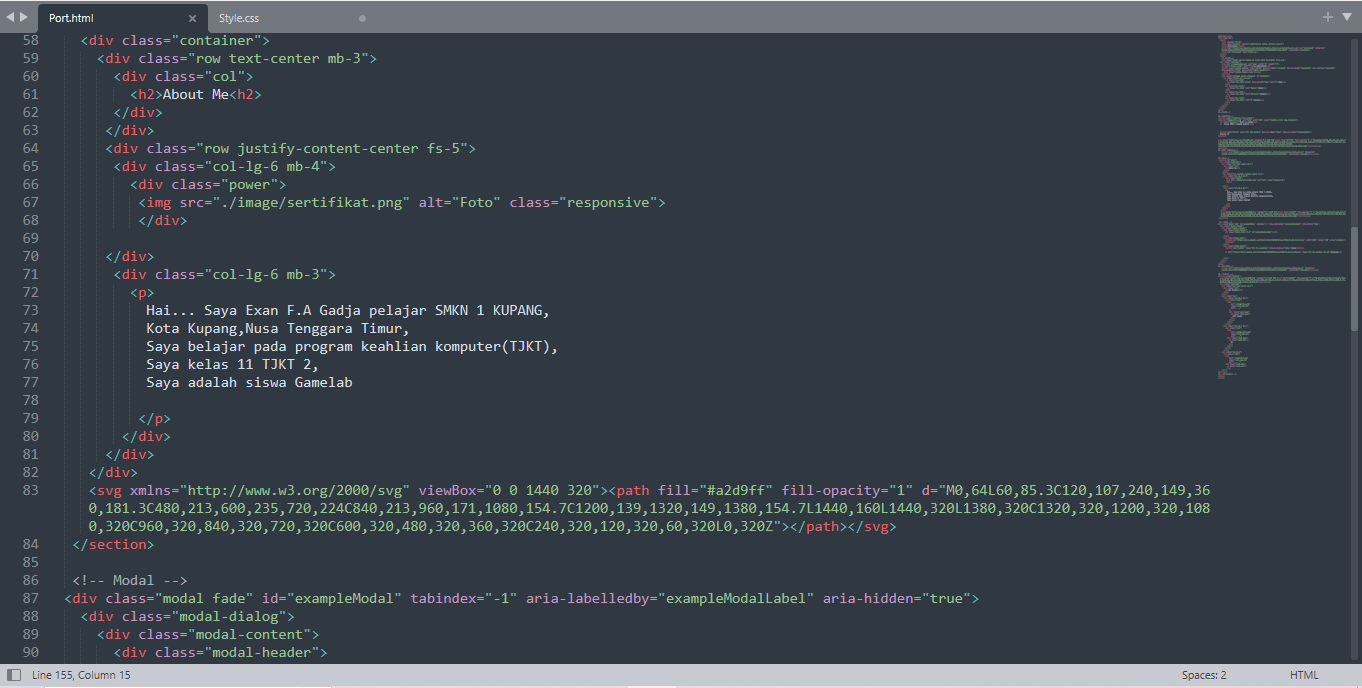 Port.html × Style.css
58 <div class="container">
59 <div class="row text-center mb-3">
60 <div class="col">
61 <h2>About Me<h2>
62 </div>
63 </div>
64 <div class="row justify-content-center fs-5">
65 <div class="col-lg-6 mb-4">
66 <div class="power">
67 <img src="./image/sertifikat.png" alt="Foto" class="responsive">
68 </div>
69
70 </div>
71 <div class="col-lg-6 mb-3">
72 <p>
73 Hai... Saya Exan F.A Gadja pelajar SMKN 1 KUPANG,
74 Kota Kupang,Nusa Tenggara Timur,
75 Saya belajar pada program keahlian komputer(TJKT),
76 Saya kelas 11 TJKT 2,
77 Saya adalah siswa Gamelab
78
79 </p>
80 </div>
81 </div>
82 </div>
83 <svg xmlns="http://www.w3.org/2000/svg" viewBox="0 0 1440 320"><path fill="#a2d9ff" fill-opacity="1" d="M0,64L60,85.3C120,107,240,149,36
0,181.3C480,213,600,235,720,224C840,213,960,171,1080,154.7C1200,139,1320,149,1380,154.7L1440,160L1440,320L1380,320C1320,320,1200,320,108
0,320C960,320,840,320,720,320C600,320,480,320,360,320C240,320,120,320,60,320L0,320Z"></path></svg>
84 </section>
85
86 <!-- Modal -->
87 <div class="modal fade" id="exampleModal" tabindex="-1" aria-labelledby="exampleModalLabel" aria-hidden="true">
88 <div class="modal-dialog">
89 <div class="modal-content">
90 <div class="modal-header">
Line 155, Column 15 Spaces: 2 HTML